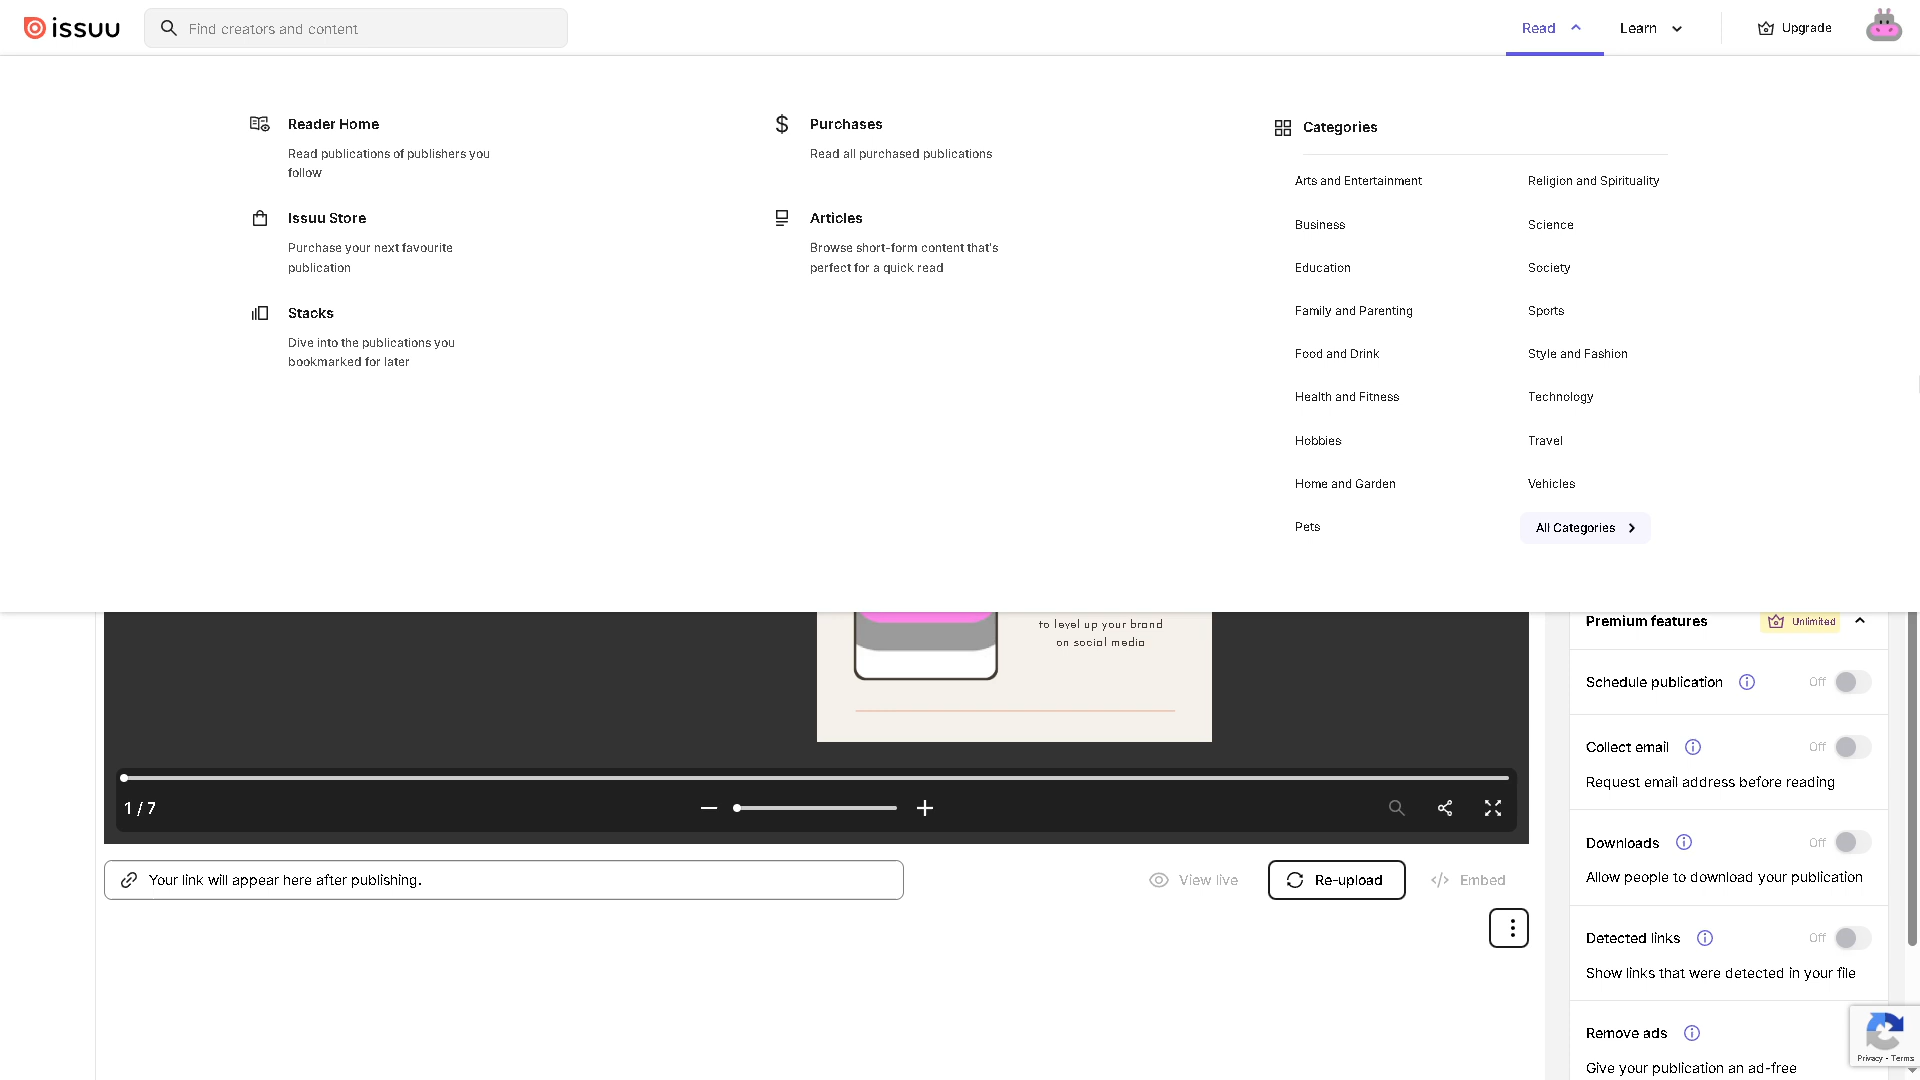 issuu
Find creators and content
Read
Learn
Upgrade
Reader Home
Read publications of publishers you
follow
Issuu Store
Purchase your next favourite
publication
Stacks
Dive into the publications you
bookmarked for later
Purchases
Read all purchased publications
Articles
Browse short-form content that's
perfect for a quick read
Categories
Arts and Entertainment
Business
Education
Family and Parenting
Food and Drink
Health and Fitness
Hobbies
Home and Garden
Pets
Religion and Spirituality
Science
Society
Sports
Style and Fashion
Technology
Travel
Vehicles
All Categories
to level up your brand
on social media
1 / 7
Your link will appear here after publishing.
View live
Re-upload
Embed
Premium features
Unlimited
Schedule publication
Off
Collect email
Off
Request email address before reading
Downloads
Off
Allow people to download your publication
Detected links
Off
Show links that were detected in your file
Remove ads
Give your publication an ad-free
Privacy - Terms